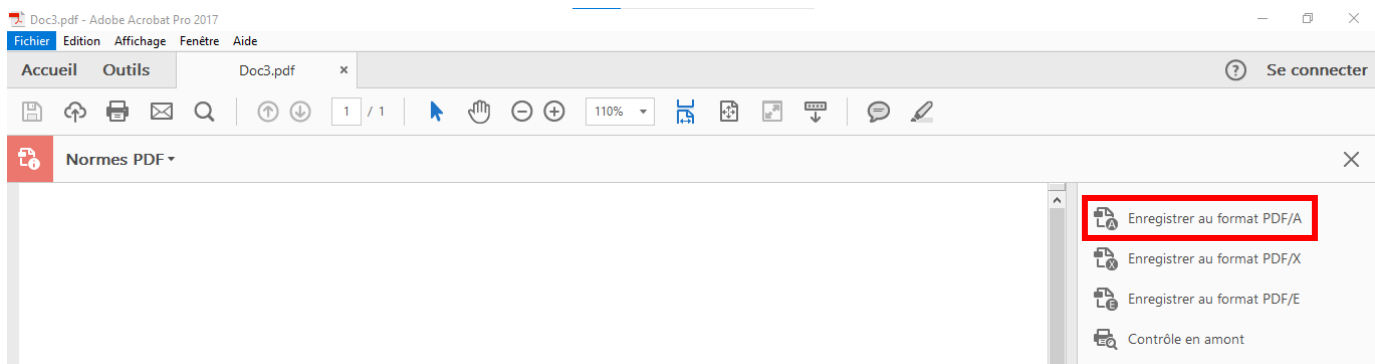 Doc3.pdf - Adobe Acrobat Pro 2017
Fichier Edition Affichage Fenêtre Aide
Accueil Outils Doc3.pdf × ? Se connecter
1 / 1 110%
Normes PDF
Enregistrer au format PDF/A
Enregistrer au format PDF/X
Enregistrer au format PDF/E
Contrôle en amont